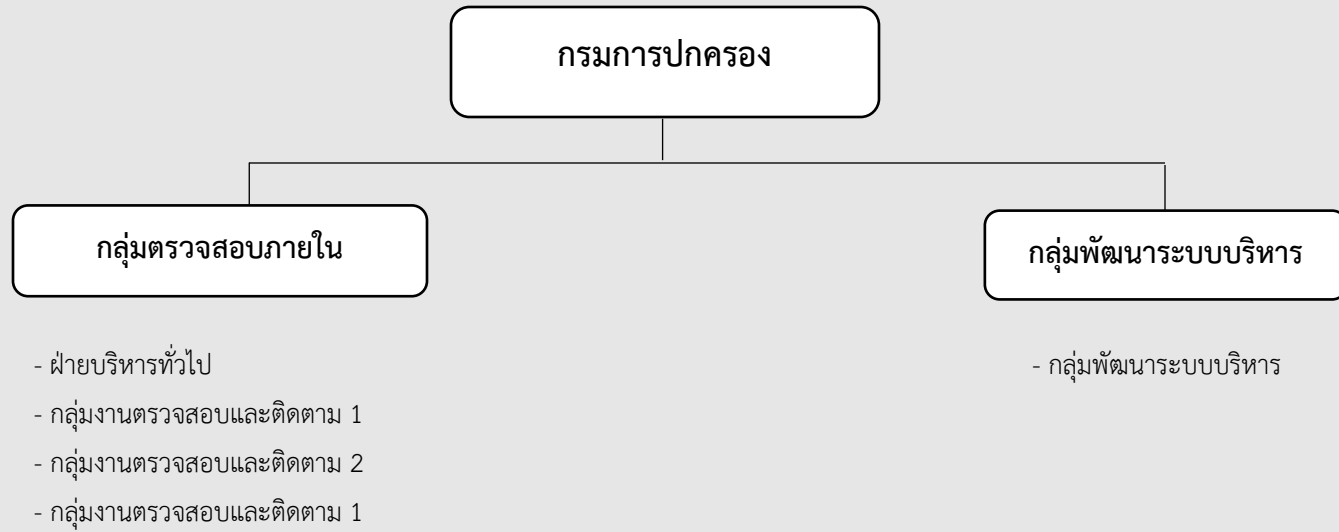 กรมการปกครอง
กลุ่มตรวจสอบภายใน
- ฝ่ายบริหารทั่วไป
- กลุ่มงานตรวจสอบและติดตาม 1
- กลุ่มงานตรวจสอบและติดตาม 2
- กลุ่มงานตรวจสอบและติดตาม 1
กลุ่มพัฒนาระบบบริหาร
- กลุ่มพัฒนาระบบบริหาร